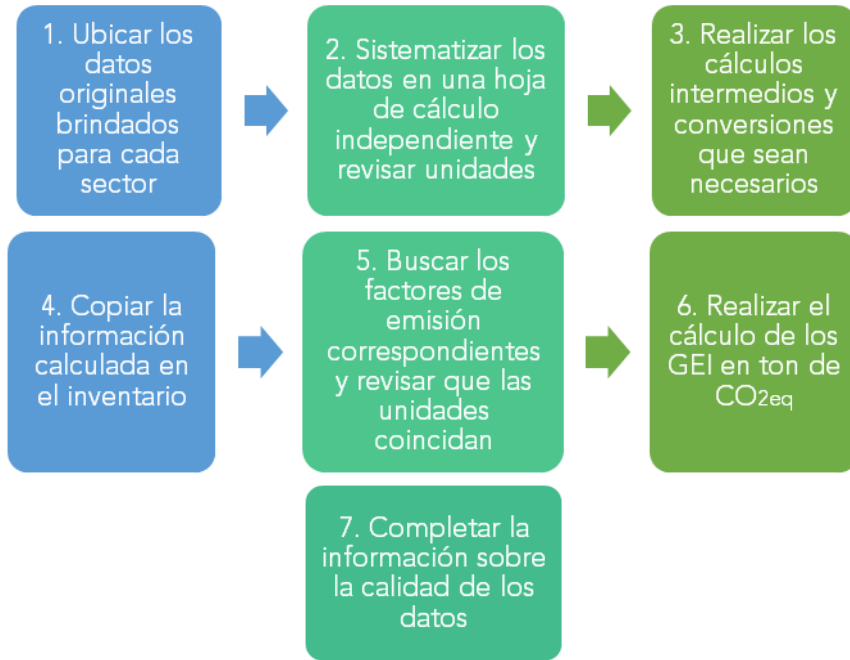 1. Ubicar los
datos
originales
brindados
para cada
sector
2. Sistematizar los
datos en una hoja
de cálculo
independiente y
revisar unidades
3. Realizar los
cálculos
intermedios y
conversiones
que sean
necesarios
4. Copiar la
información
calculada en
el inventario
5. Buscar los
factores de
emisión
correspondientes
y revisar que las
unidades
coincidan
6. Realizar el
cálculo de los
GEI en ton de
CO2eq
7. Completar la
información sobre
la calidad de los
datos